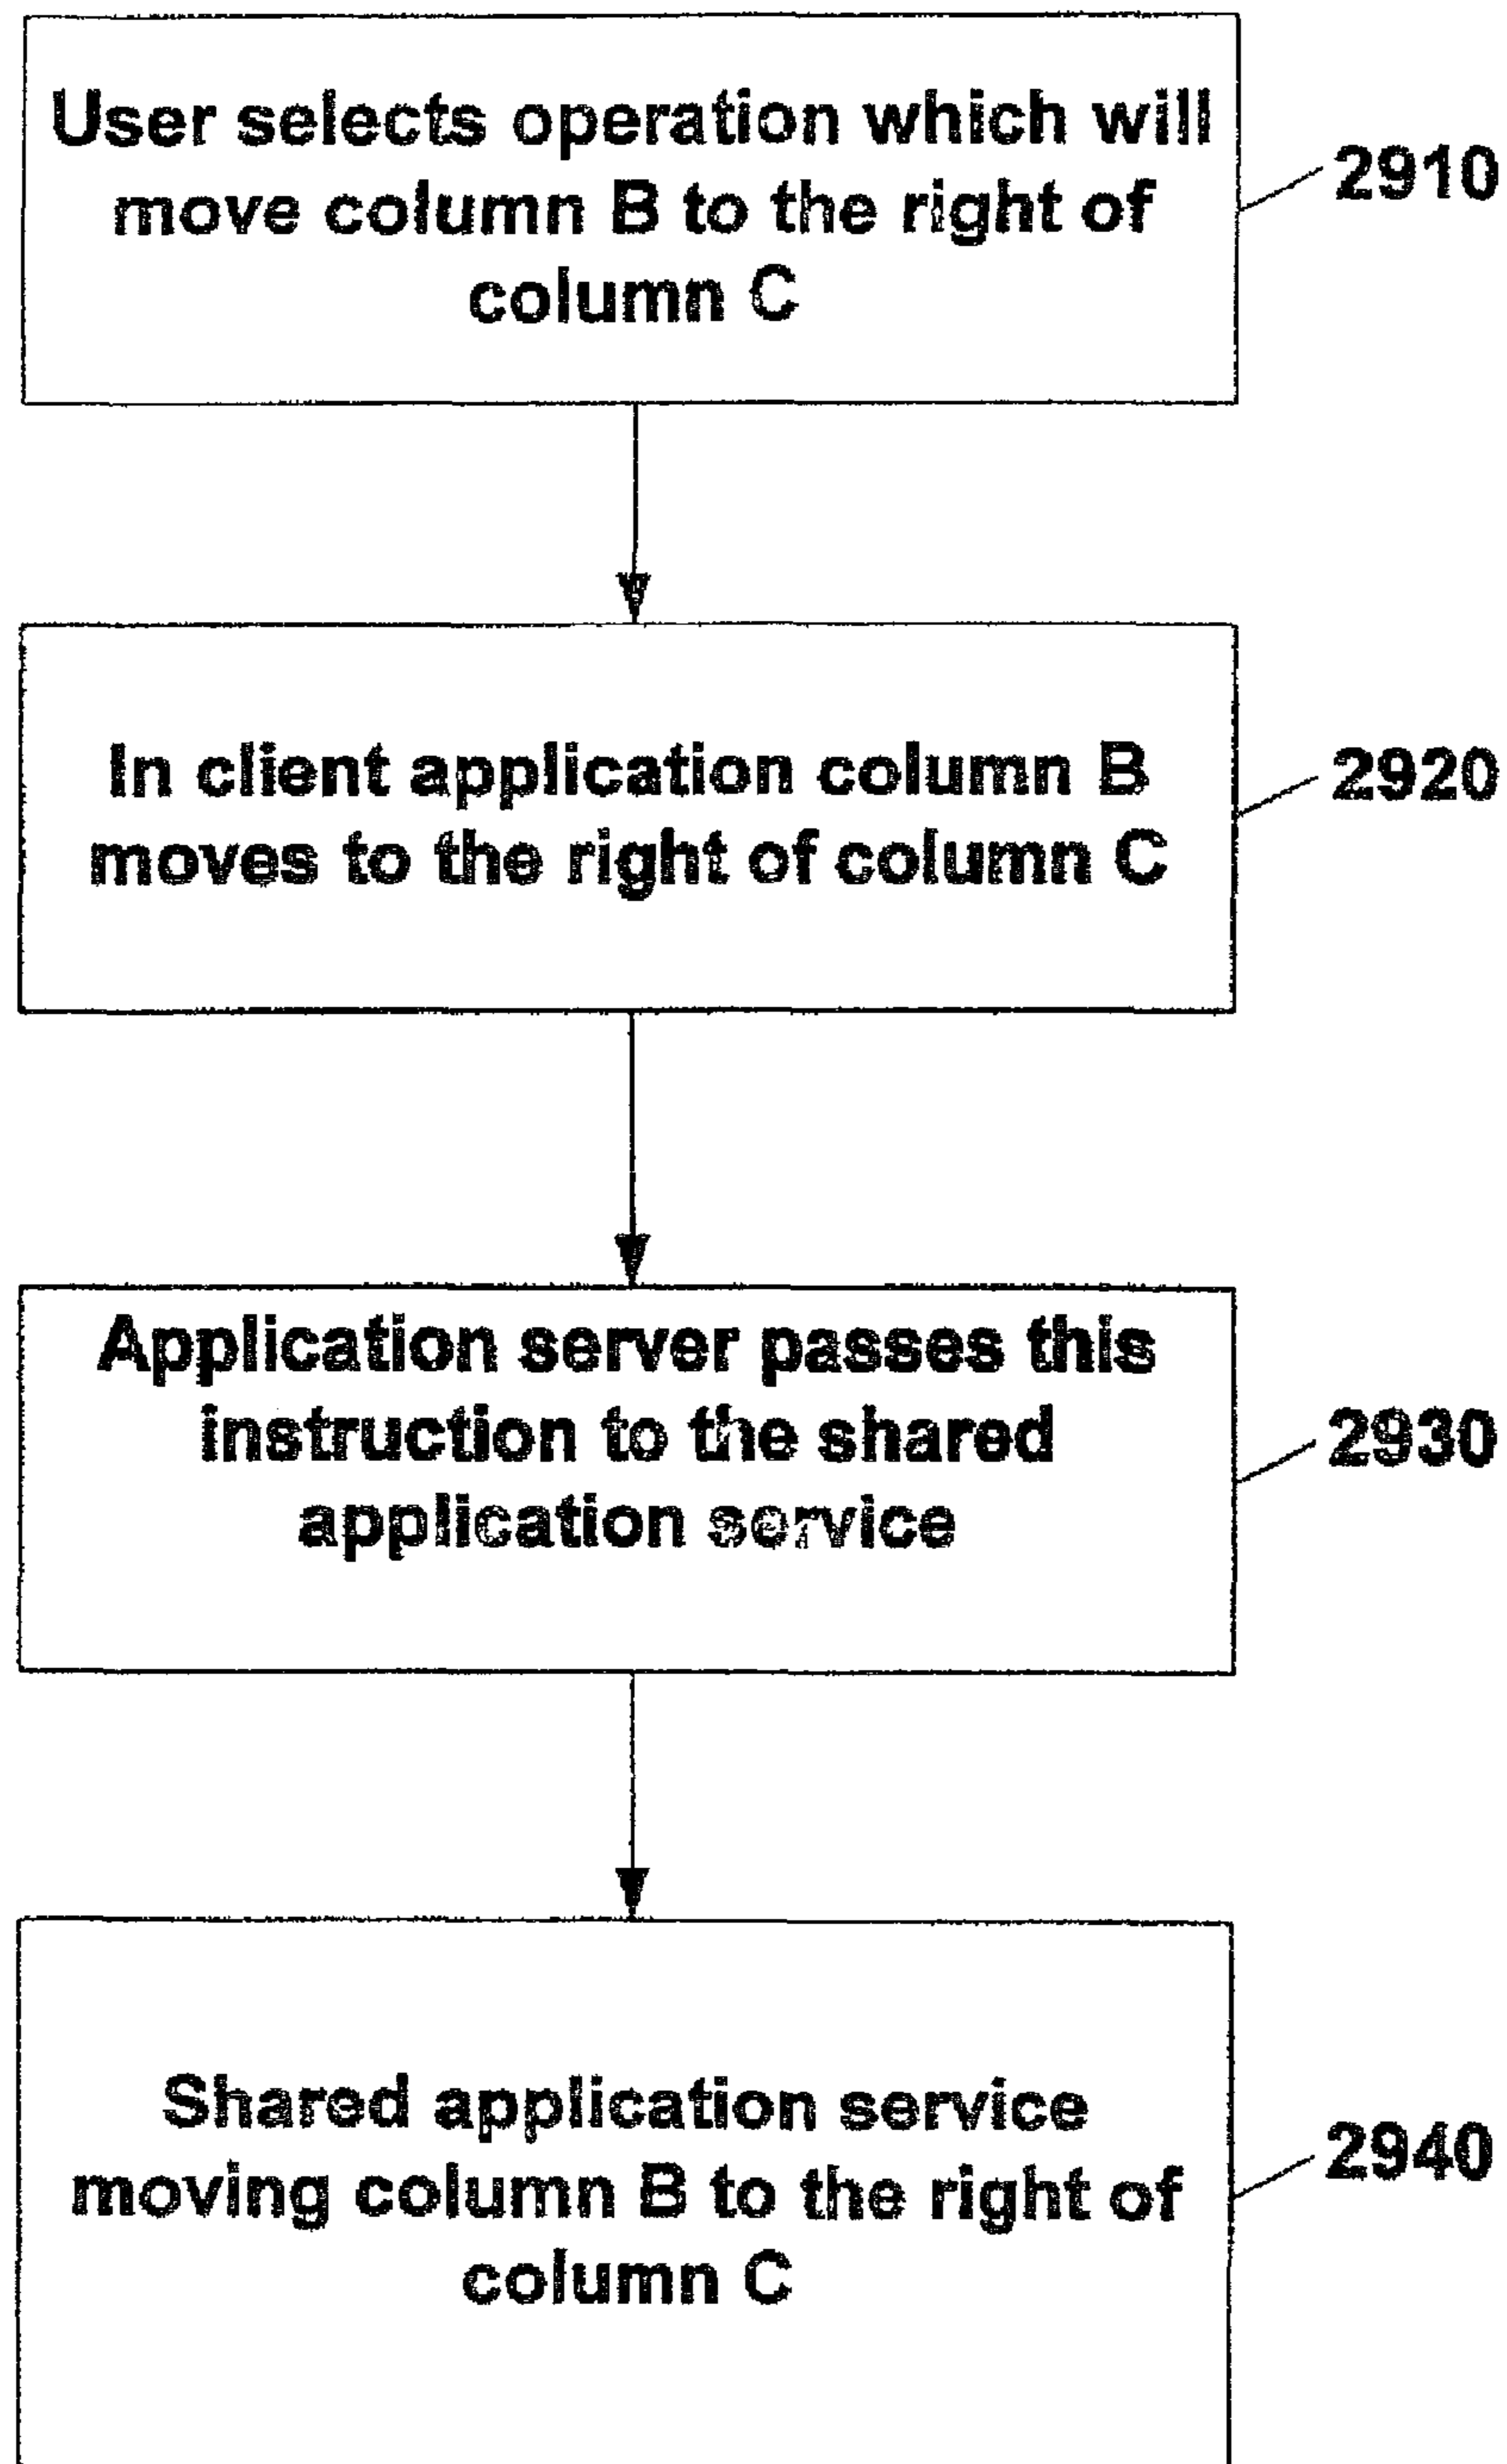 User selects operation which will
move column B to the right of
column C
2910
In client application column B
moves to the right of column C
2920
Application server passes this
instruction to the shared
application service
2930
Shared application service
moving column B to the right of
column C
2940